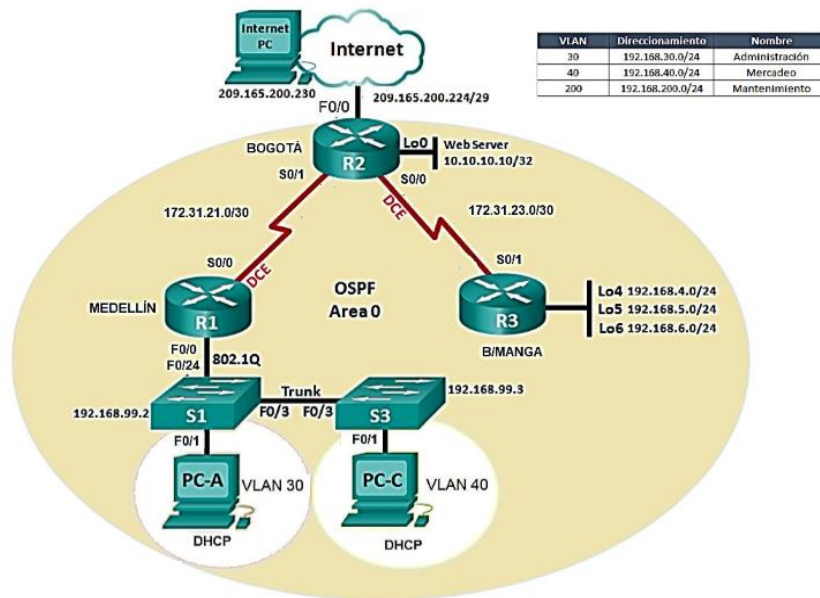 Internet
PC
Internet
209.165.200.230
F0/0
209.165.200.224/29
VLAN Direccionamiento Nombre
30 192.168.30.0/24 Administración
40 192.168.40.0/24 Mercadeo
200 192.168.200.0/24 Mantenimiento
BOGOTÁ
R2
Lo0
Web Server
10.10.10.10/32
S0/1
S0/0
DCE
172.31.21.0/30
172.31.23.0/30
S0/0
DCE
S0/1
MEDELLÍN
R1
OSPF
Area 0
R3
B/MANGA
Lo4 192.168.4.0/24
Lo5 192.168.5.0/24
Lo6 192.168.6.0/24
F0/0
F0/24
802.1Q
192.168.99.2
S1
Trunk
F0/3 F0/3
S3
192.168.99.3
F0/1
F0/1
PC-A
VLAN 30
PC-C
VLAN 40
DHCP
DHCP